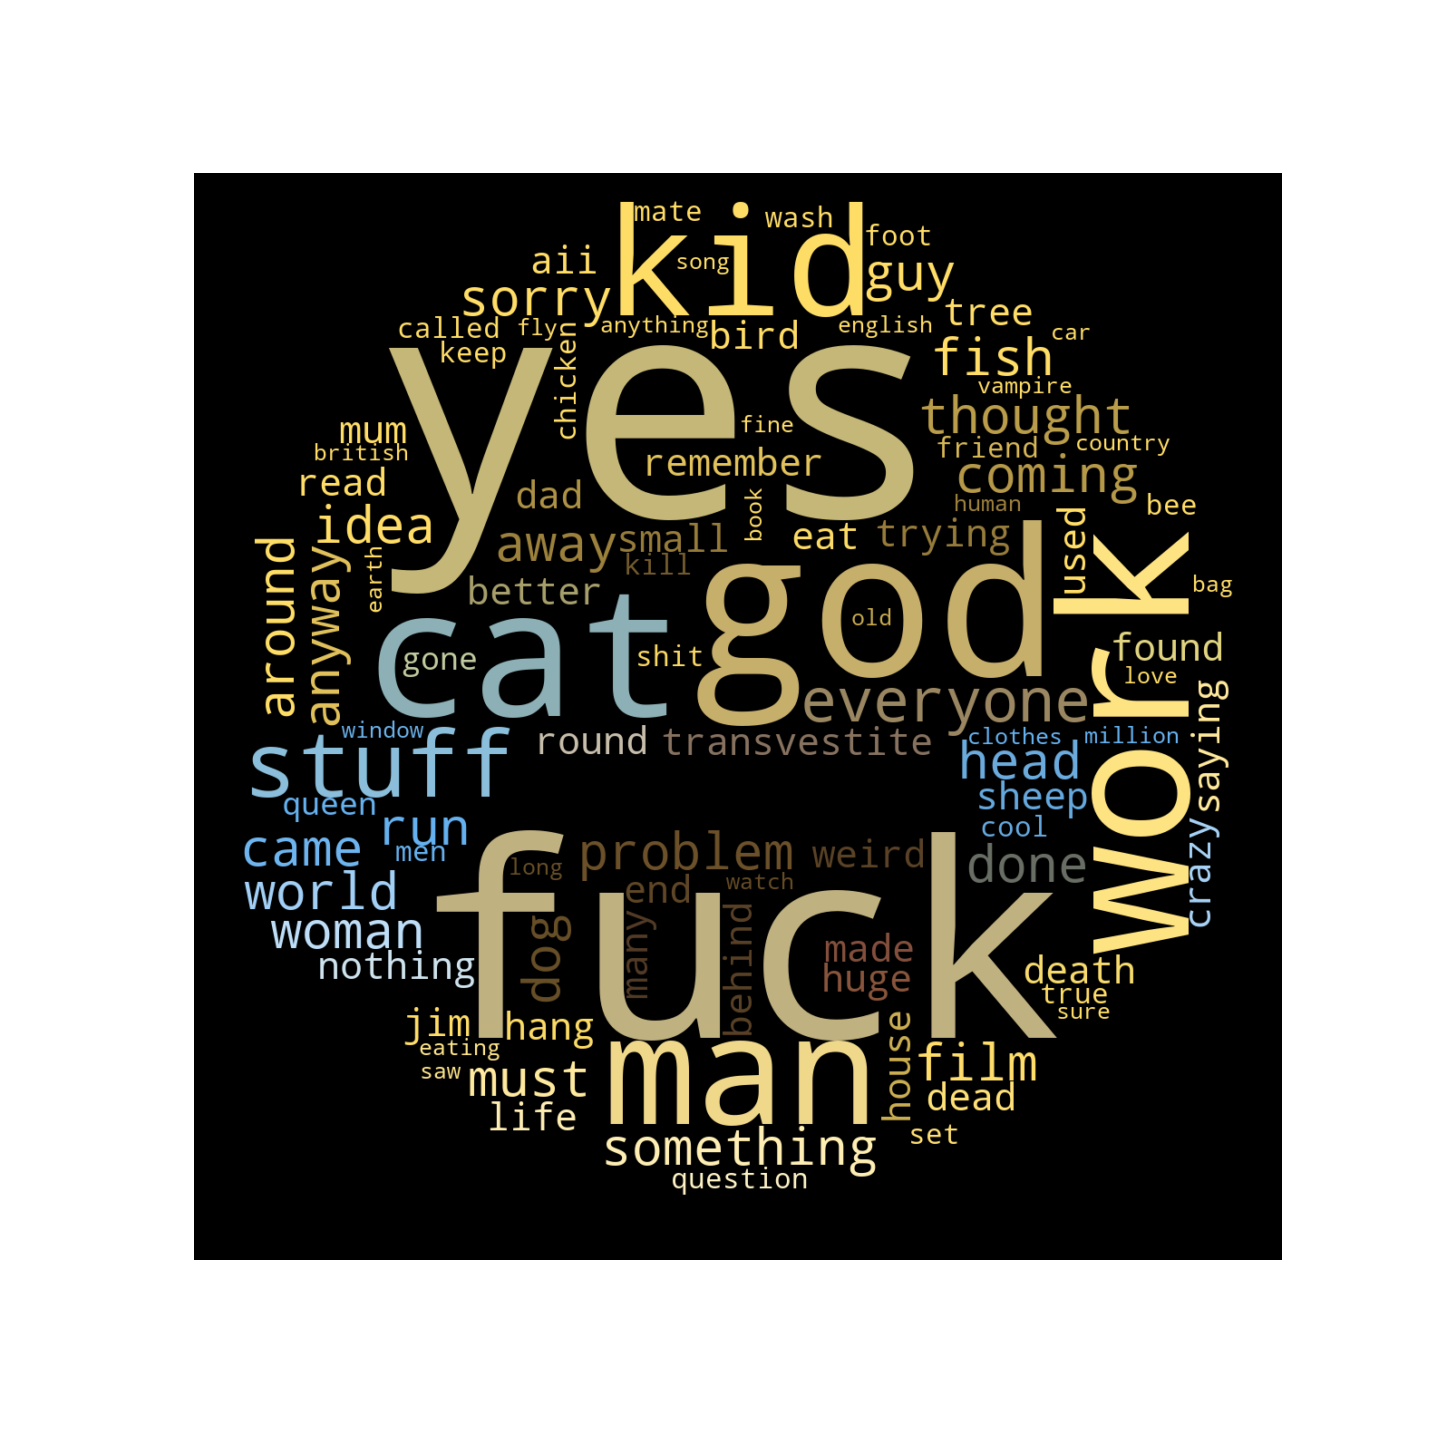 mate
wash
kid
foot
song
aii
guy
sorry
tree
called
fly
anything
bird
english
car
keep
chicken
yes
fish
vampire
thought
fine
mum
british
friend
country
remember
coming
read
dad
book
human
bee
idea
away
small
eat
trying
used
work
around
anyway
earth
kill
god
bag
better
cat
old
gone
shit
found
love
everyone
saying
window
round
transvestite
clothes
million
stuff
head
queen
sheep
run
cool
came
men
fuck
problem
weird
done
crazy
long
watch
world
end
woman
dog
many
behind
made
nothing
huge
death
true
sure
jim
hang
eating
saw
must
man
house
film
life
dead
something
set
question